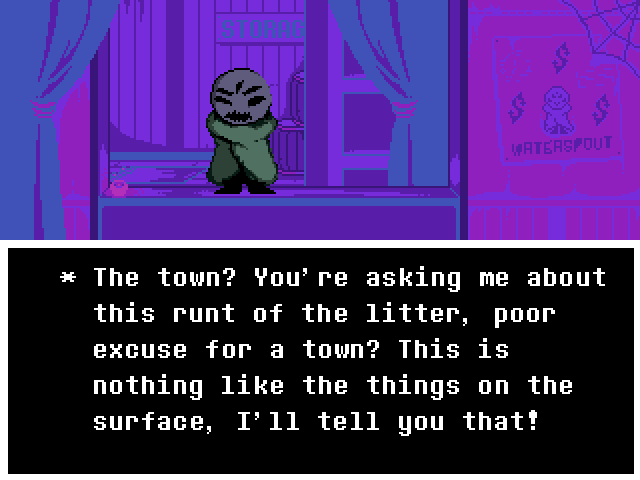 STORAG
$
$ $
WATERSPOUT
* The town? You're asking me about
this runt of the litter, poor
excuse for a town? This is
nothing like the things on the
surface, I'll tell you that!